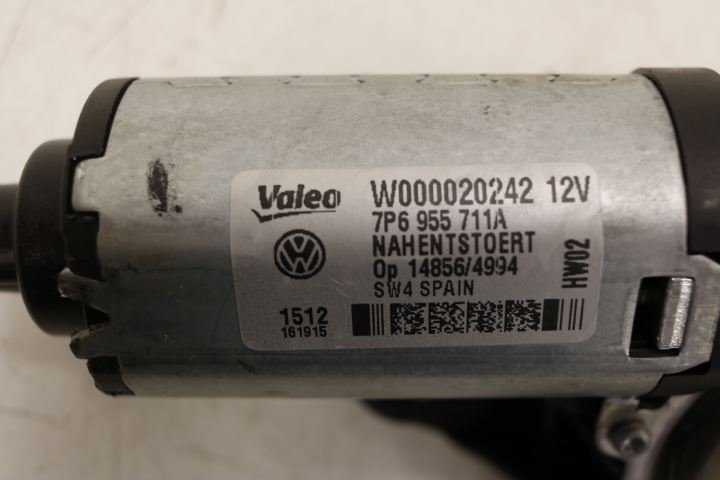 Valeo W000020242 12V
7P6 955 711A
NAHENTSTOERT
Op 14856/4994
SW4 SPAIN
HW02
1512
161915